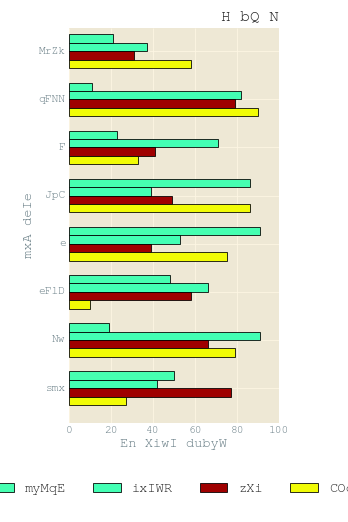 H bQ N
MrZk
qFNN
F
JpC
e
eFlD
Nw
smx
mxA deIe
0 20 40 60 80 100
En XiwI dubyW
myMqE ixIWR zXi